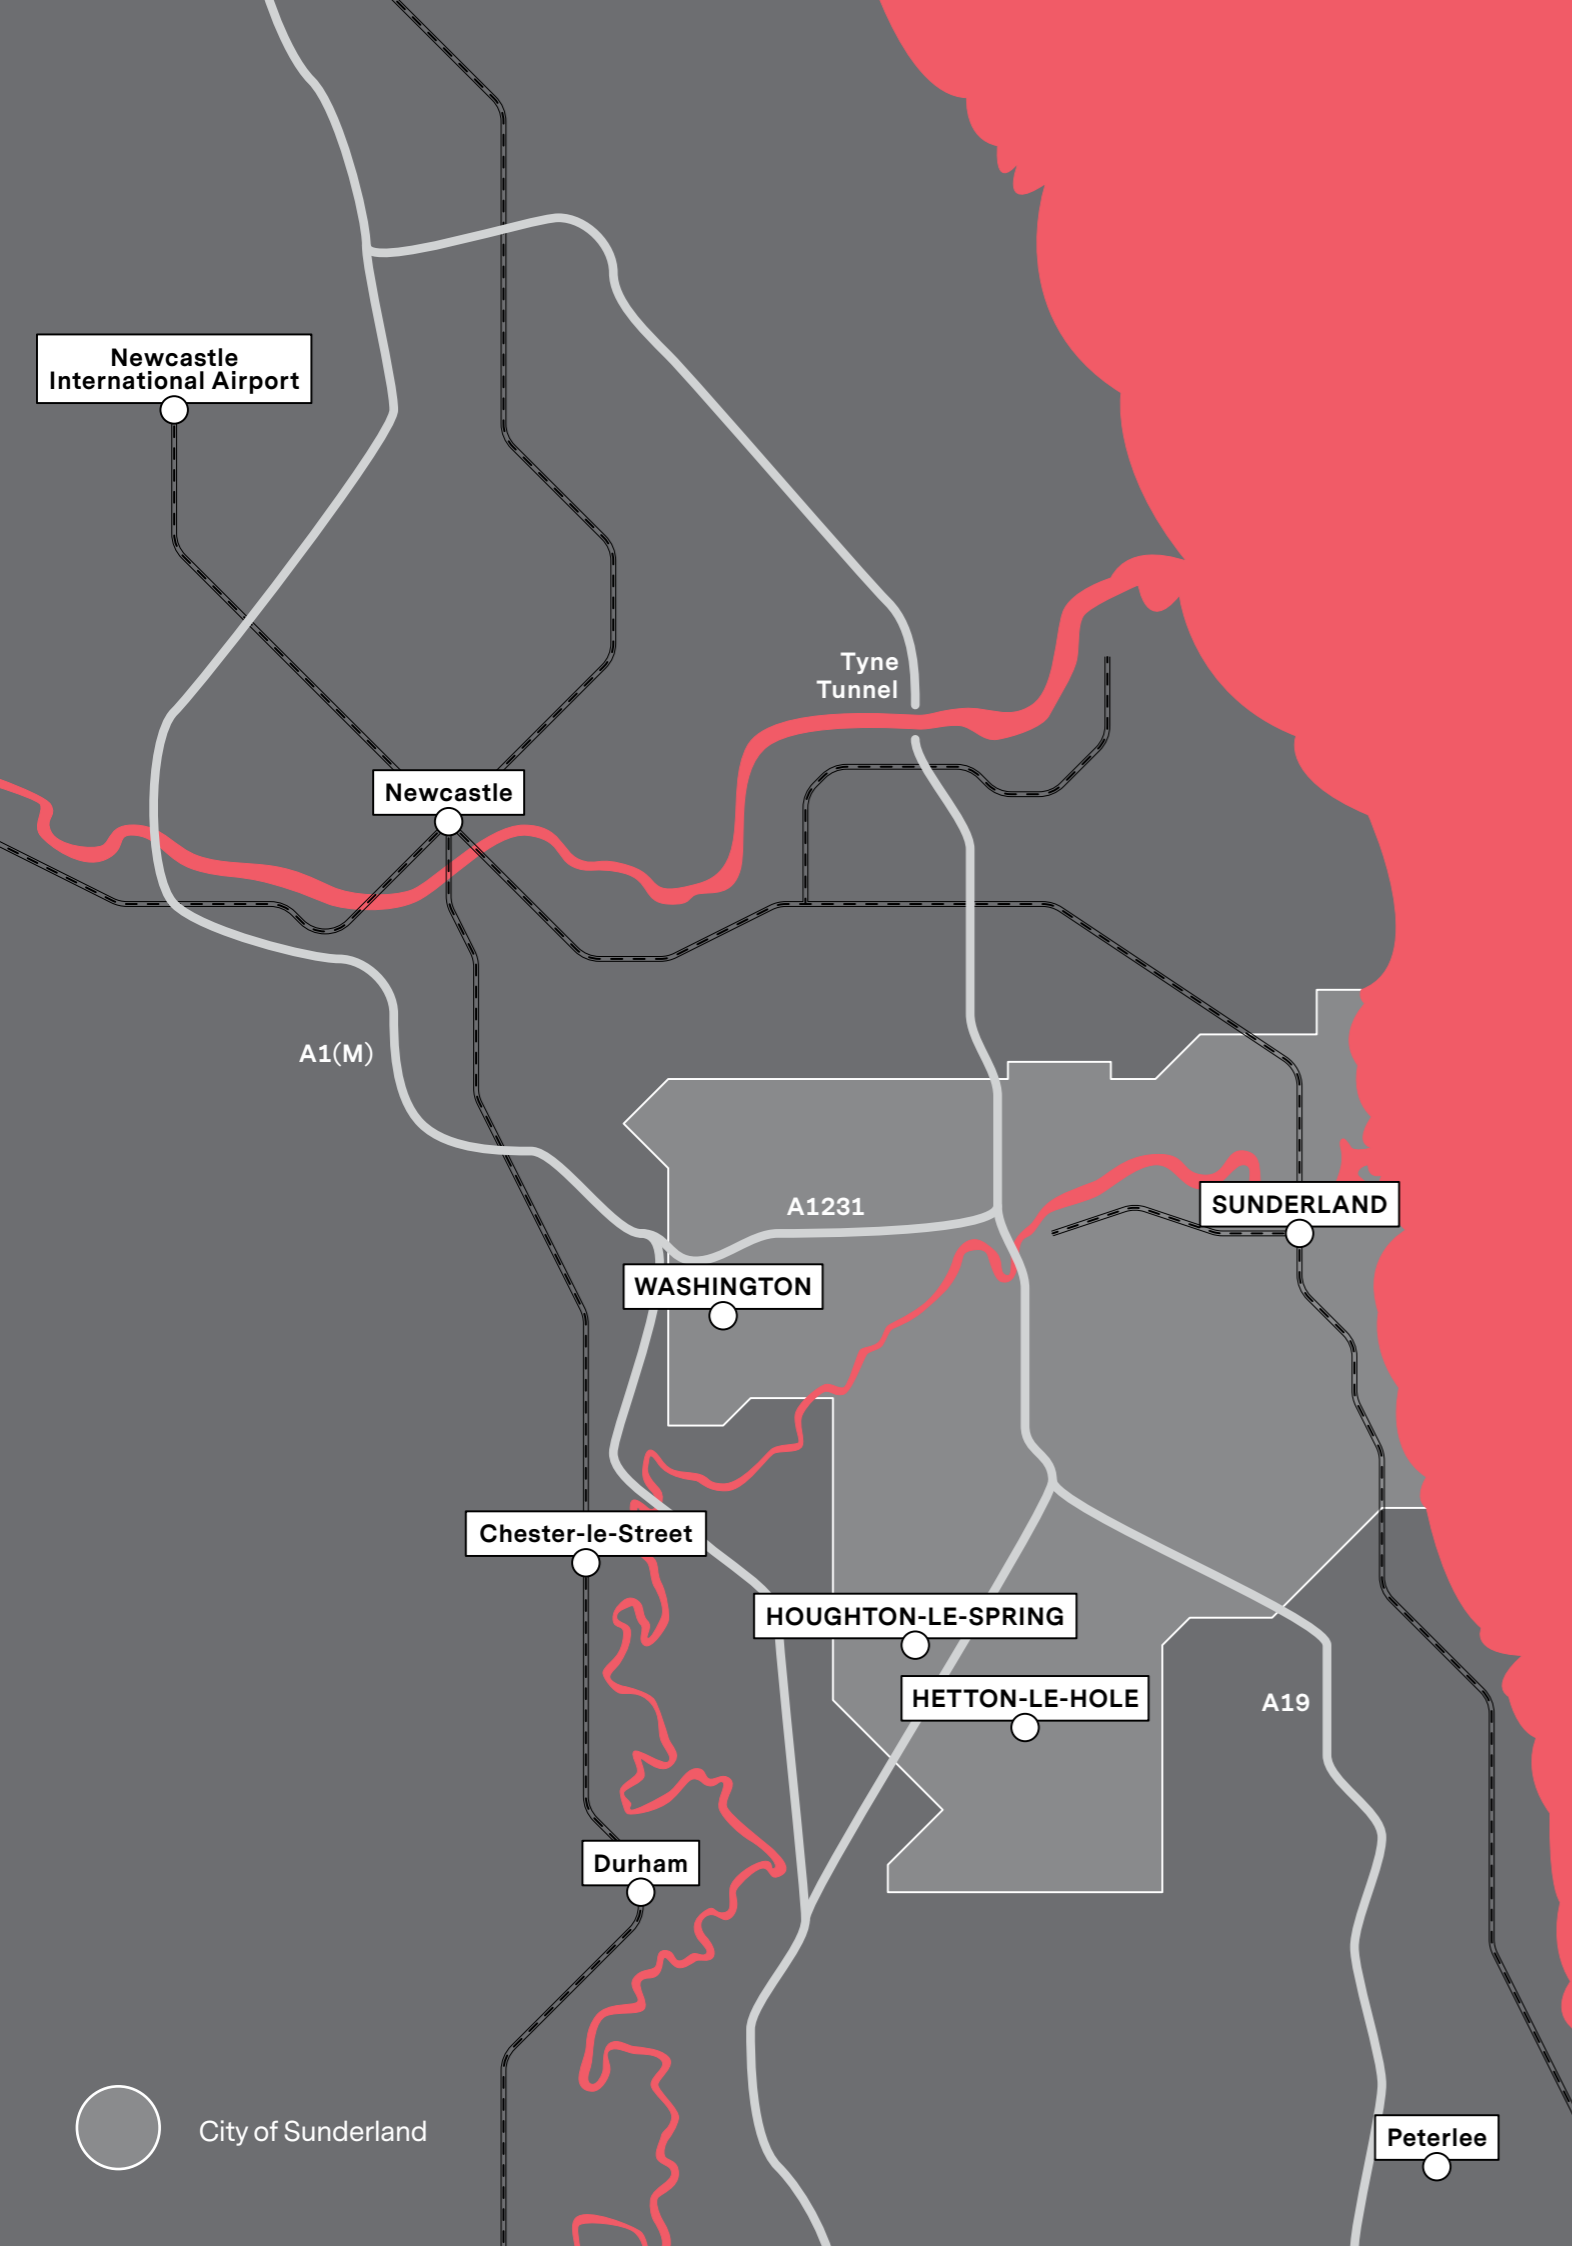 Newcastle
International Airport
Tyne
Tunnel
Newcastle
A1(M)
SUNDERLAND
A1231
WASHINGTON
Chester-le-Street
HOUGHTON-LE-SPRING
HETTON-LE-HOLE
A19
Durham
City of Sunderland
Peterlee